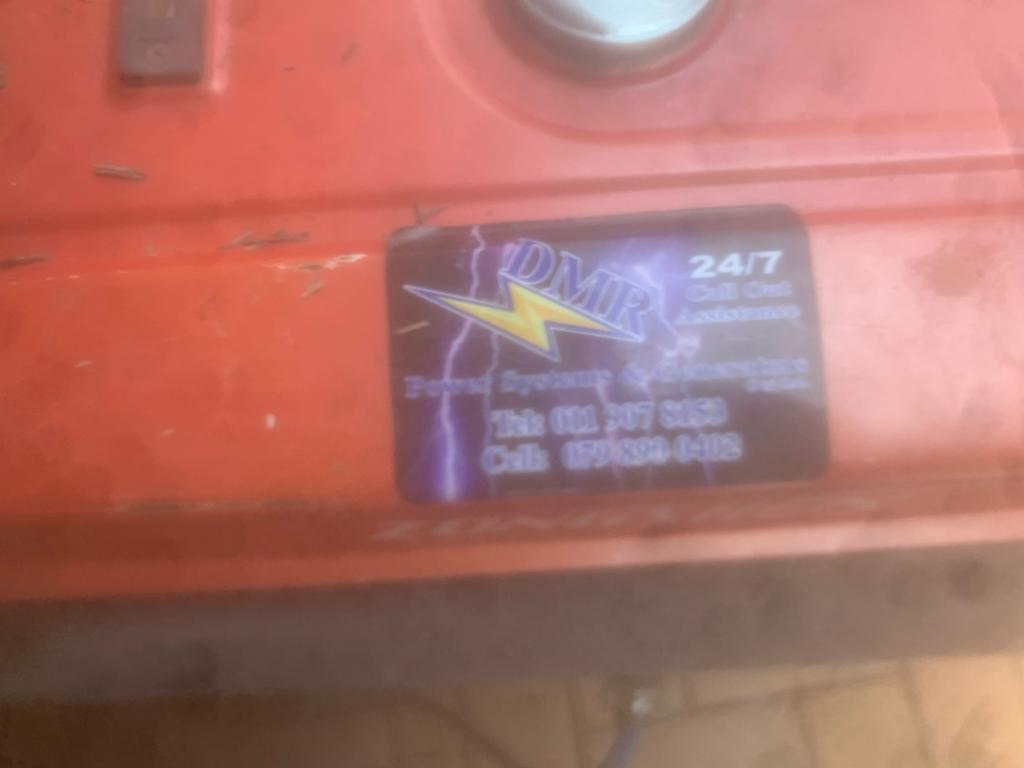 DMR
24/7
Call Out
Assistance
Power Systems & Generators
Tel: 011 907 8153
Cell: 079 890 0402